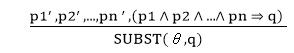 p1′,p2′,…,pn′,(p1 ∧ p2 ∧…∧ pn ⇒ q)
SUBST(θ,q)